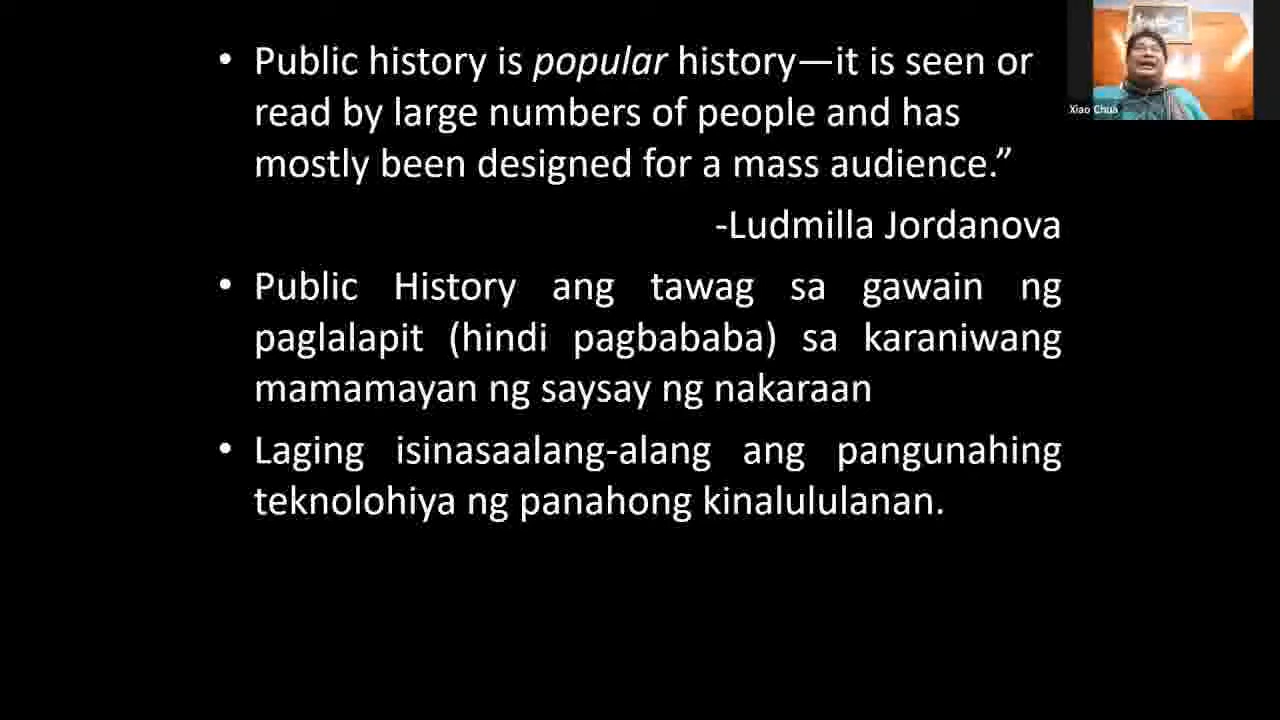 • Public history is popular history—it is seen or
read by large numbers of people and has
mostly been designed for a mass audience.”
-Ludmilla Jordanova
• Public History ang tawag sa gawain ng
paglalapit (hindi pagbababa) sa karaniwang
mamamayan ng saysay ng nakaraan
• Laging isinasaalang-alang ang pangunahing
teknolohiya ng panahong kinalululanan.
Xiao Chua